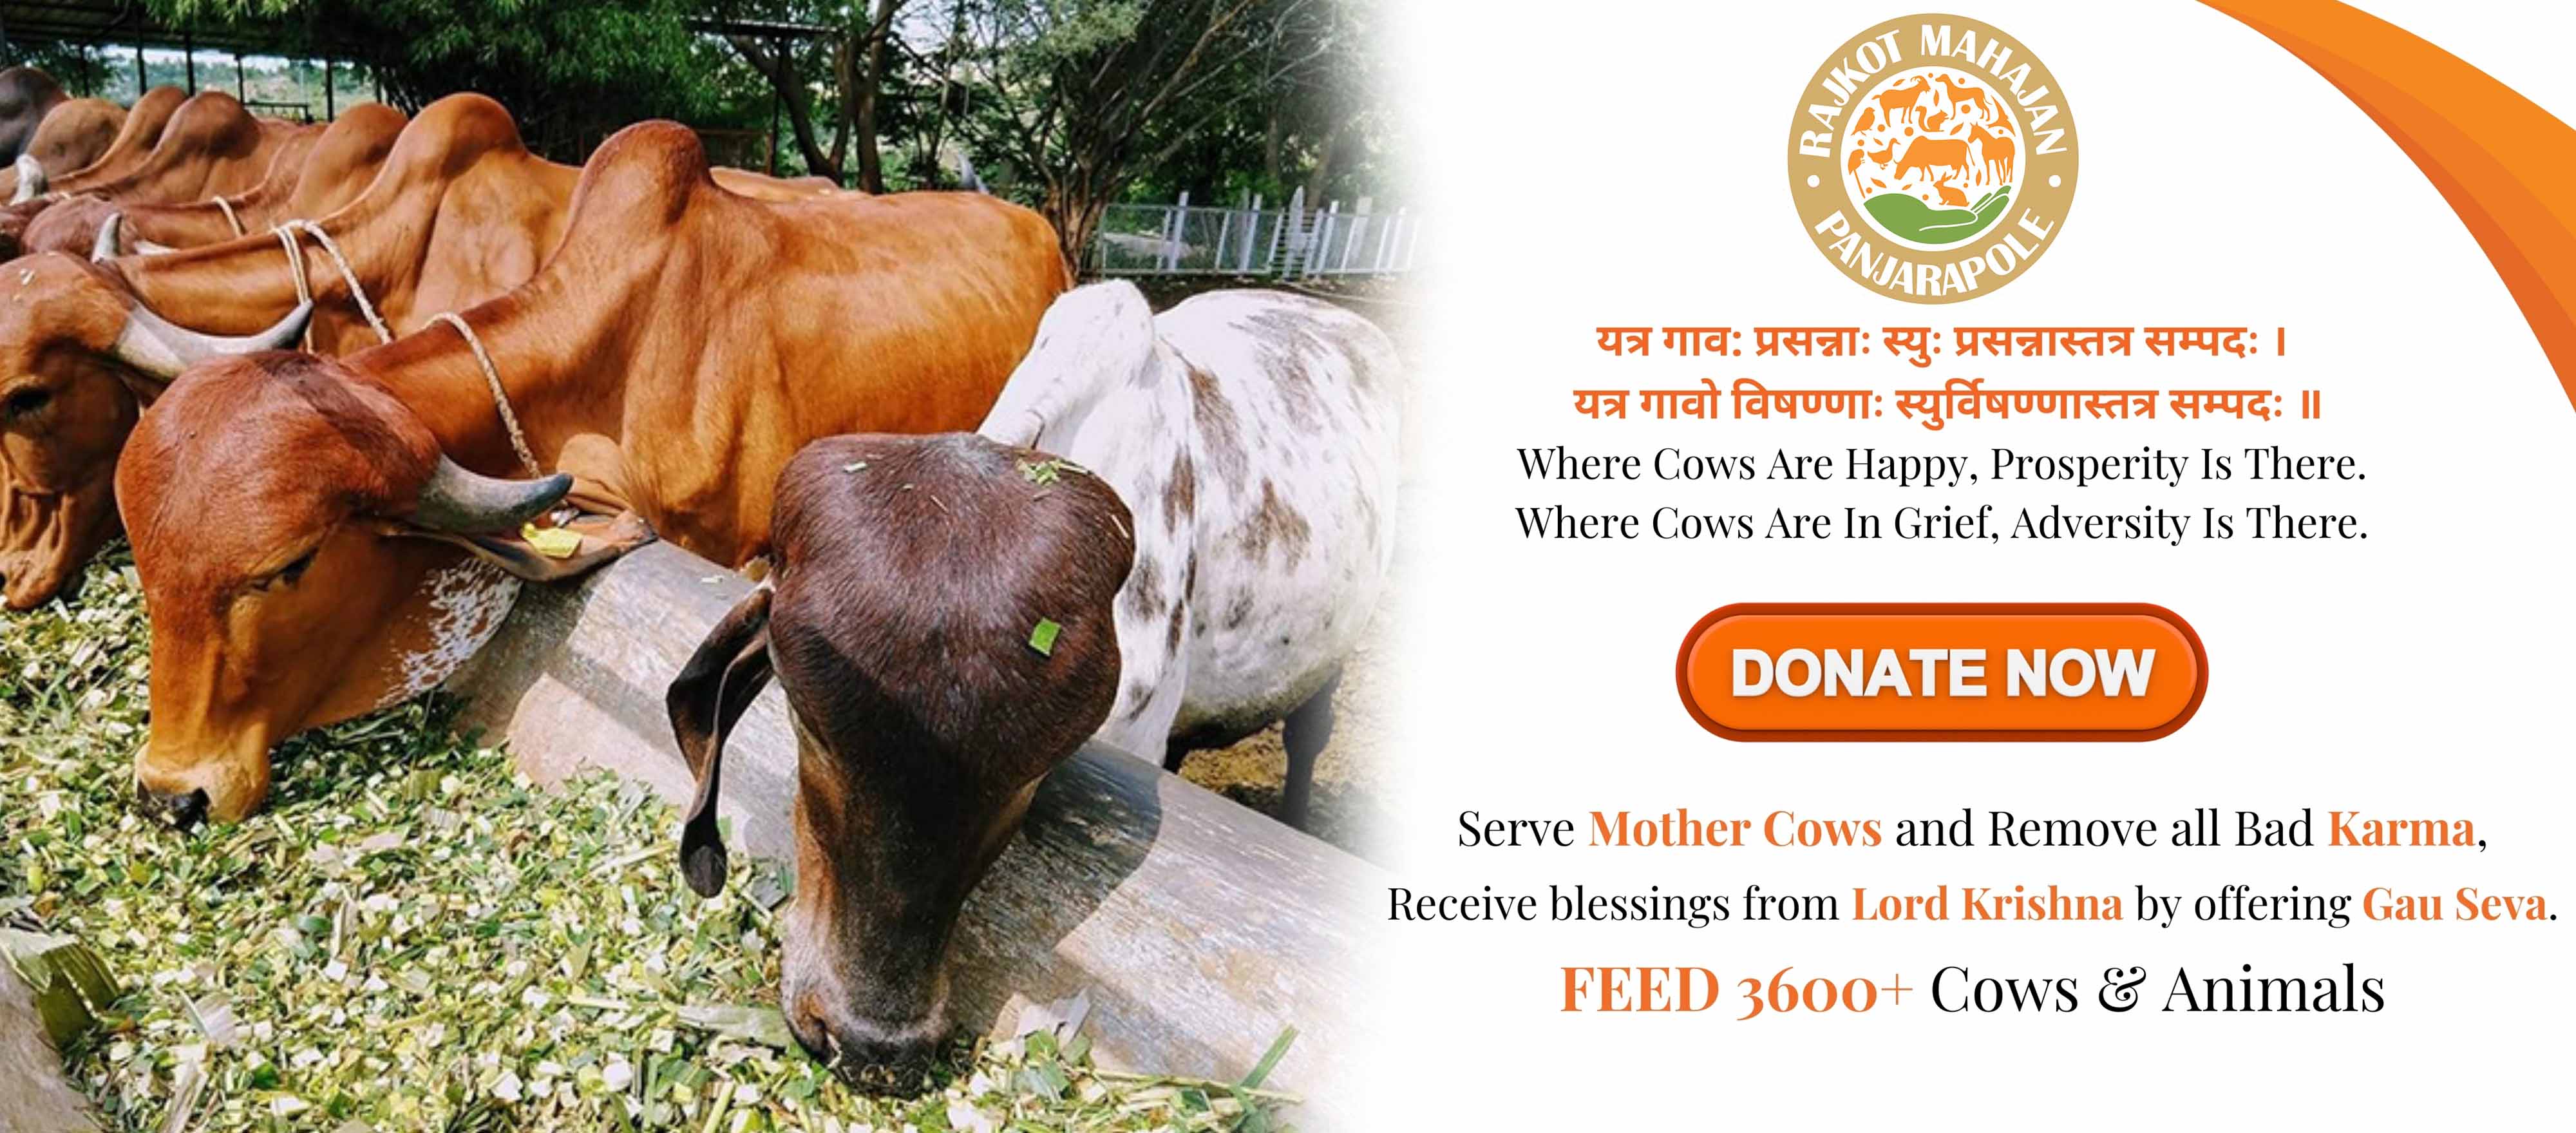 RAJKOT MAHAJAN
PANJARAPOLE
यत्र गाव: प्रसन्नाः स्युः प्रसन्नास्तत्र सम्पदः ।
यत्र गावो विषण्णाः स्युर्विषण्णास्तत्र सम्पदः ॥
Where Cows Are Happy, Prosperity Is There.
Where Cows Are In Grief, Adversity Is There.
DONATE NOW
Serve Mother Cows and Remove all Bad Karma,
Receive blessings from Lord Krishna by offering Gau Seva.
FEED 3600+ Cows & Animals